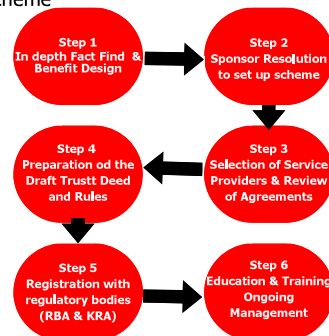 scheme
Step 1
In depth Fact Find &
Benefit Design
Step 2
Sponsor Resolution
to set up scheme
Step 3
Selection of Service
Providers & Review
of Agreements
Step 4
Preparation od the
Draft Trustt Deed
and Rules
Step 5
Registration with
regulatory bodies
(RBA & KRA)
Step 6
Education & Training
Ongoing
Management